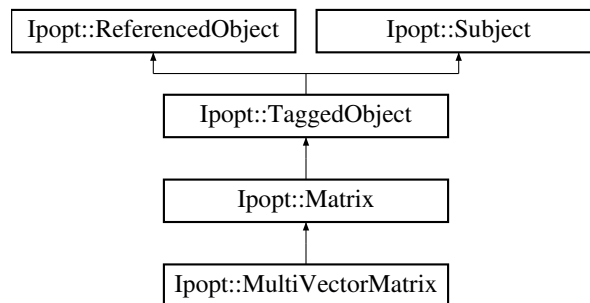 Ipopt::ReferencedObject
Ipopt::Subject
Ipopt::TaggedObject
Ipopt::Matrix
Ipopt::MultiVectorMatrix